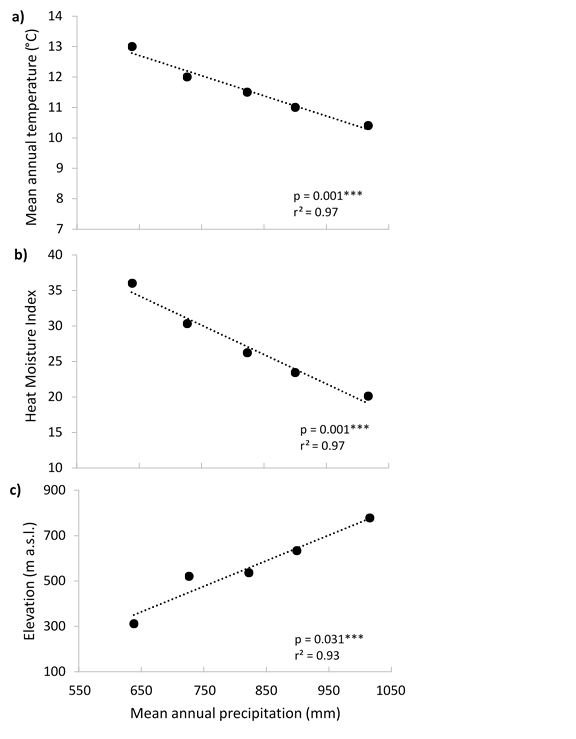 a)
Mean annual temperature (°C)
14
13
12
11
10
9
8
7
p = 0.001***
r² = 0.97
b)
Heat Moisture Index
40
35
30
25
20
15
10
p = 0.001***
r² = 0.97
c)
Elevation (m a.s.l.)
900
700
500
300
100
p = 0.031***
r² = 0.93
550 650 750 850 950 1050
Mean annual precipitation (mm)